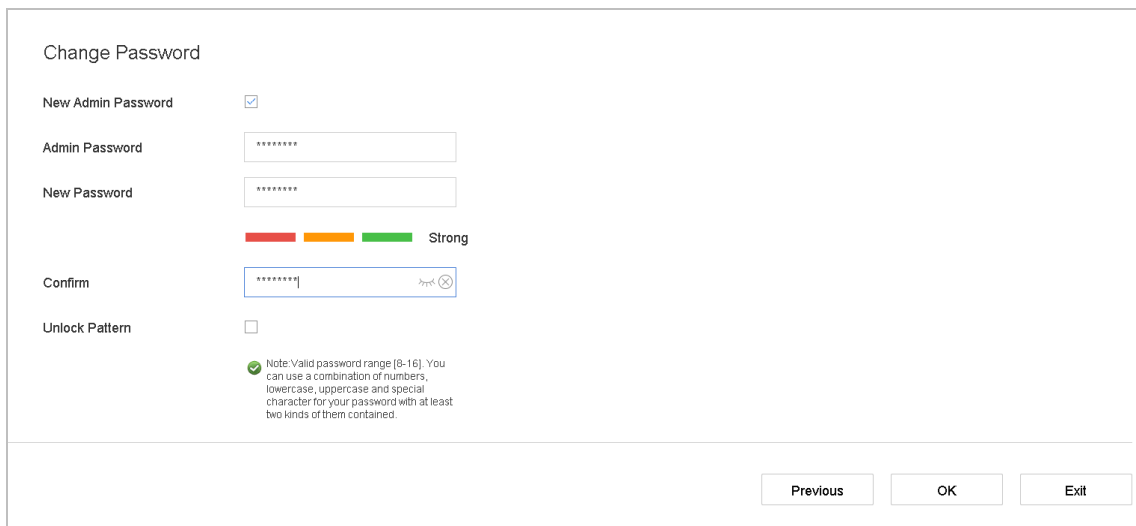 Change Password
New Admin Password
Admin Password ********
New Password ********
Strong
Confirm ********
Unlock Pattern
Note:Valid password range [8-16]. You
can use a combination of numbers,
lowercase, uppercase and special
character for your password with at least
two kinds of them contained.
Previous OK Exit